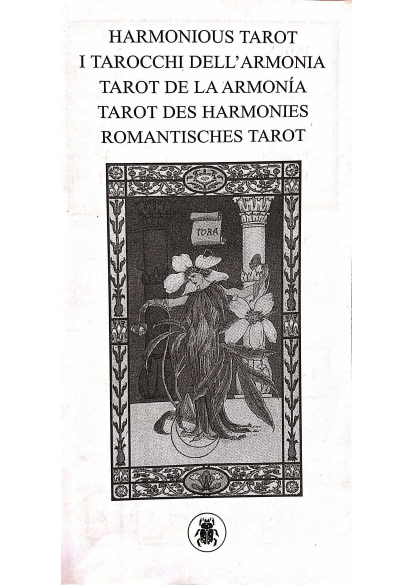 HARMONIOUS TAROT
I TAROCCHI DELL'ARMONIA
TAROT DE LA ARMONÍA
TAROT DES HARMONIES
ROMANTISCHES TAROT
TORA